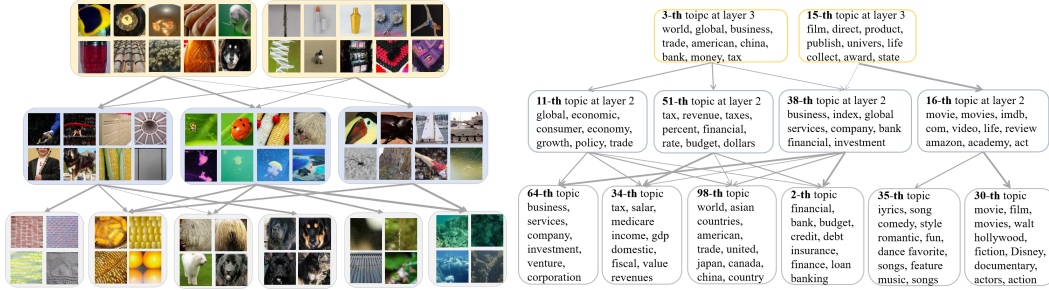 3-th toipc at layer 3
world, global, business,
trade, american, china,
bank, money, tax
15-th topic at layer 3
film, direct, product,
publish, univers, life
collect, award, state
11-th topic at layer 2
global, economic,
consumer, economy,
growth, policy, trade
51-th topic at layer 2
tax, revenue, taxes,
percent, financial,
rate, budget, dollars
38-th topic at layer 2
business, index, global
services, company, bank
financial, investment
16-th topic at layer 2
movie, movies, imdb,
com, video, life, review
amazon, academy, act
64-th topic
business,
services,
company,
investment,
venture,
corporation
34-th topic
tax, salar,
medicare
income, gdp
domestic,
fiscal, value
revenues
98-th topic
world, asian
countries,
american,
trade, united,
japan, canada,
china, country
2-th topic
financial,
bank, budget,
credit, debt
insurance,
finance, loan
banking
35-th topic
iyrics, song
comedy, style
romantic, fun,
dance favorite,
songs, feature
music, songs
30-th topic
movie, film,
movies, walt
hollywood,
fiction, Disney,
documentary,
actors, action